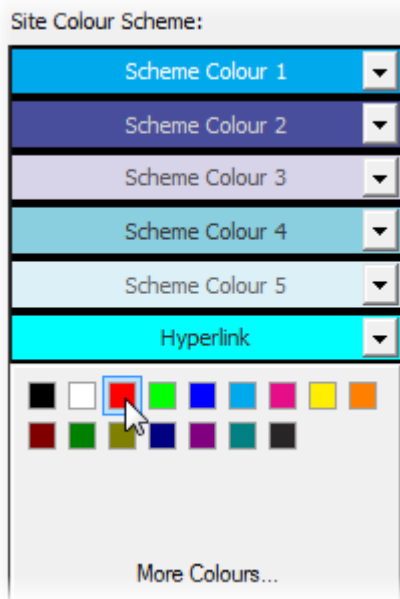 Site Colour Scheme:
Scheme Colour 1
Scheme Colour 2
Scheme Colour 3
Scheme Colour 4
Scheme Colour 5
Hyperlink
More Colours...